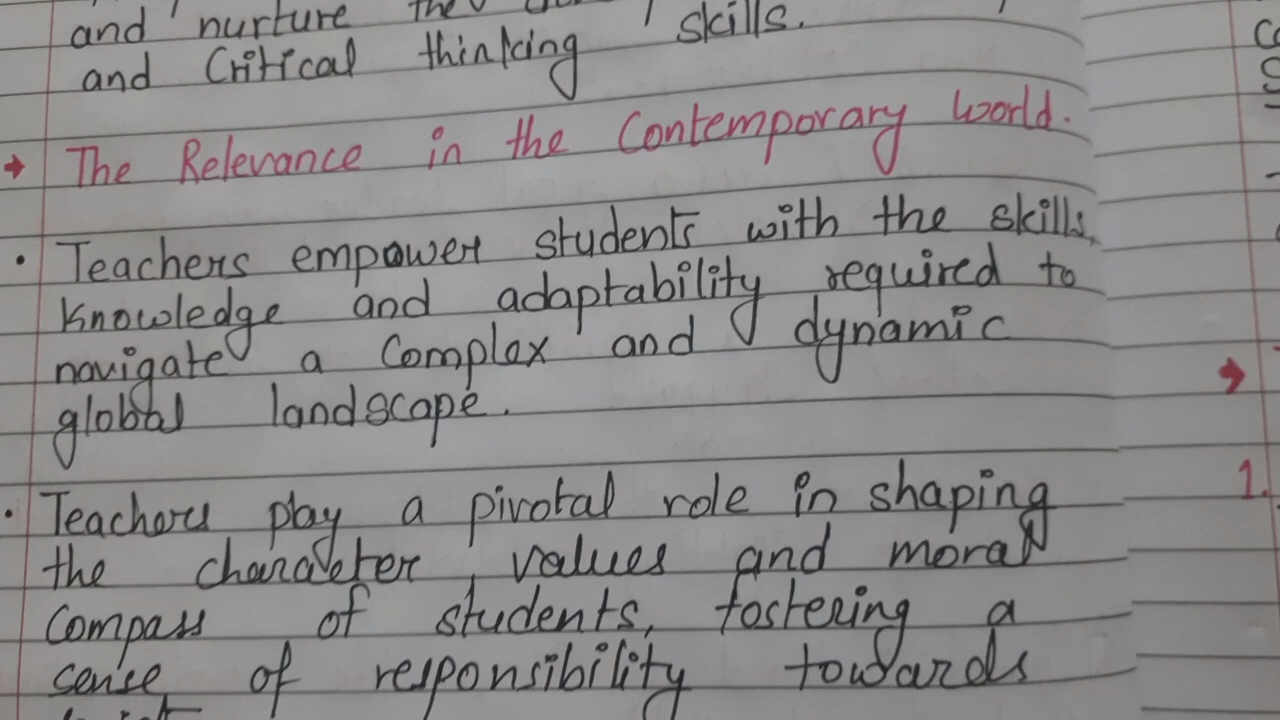 and nurture the
and Critical thinking skills.
→ The Relevance in the Contemporary World.
• Teachers empower students with the skills,
Knowledge and adaptability required to
navigate a Complex and dynamic
global landscape.
• Teachers play a pivotal role in shaping
the character, values and moral
Compass of students, fostering a
sense of responsibility towards
1.